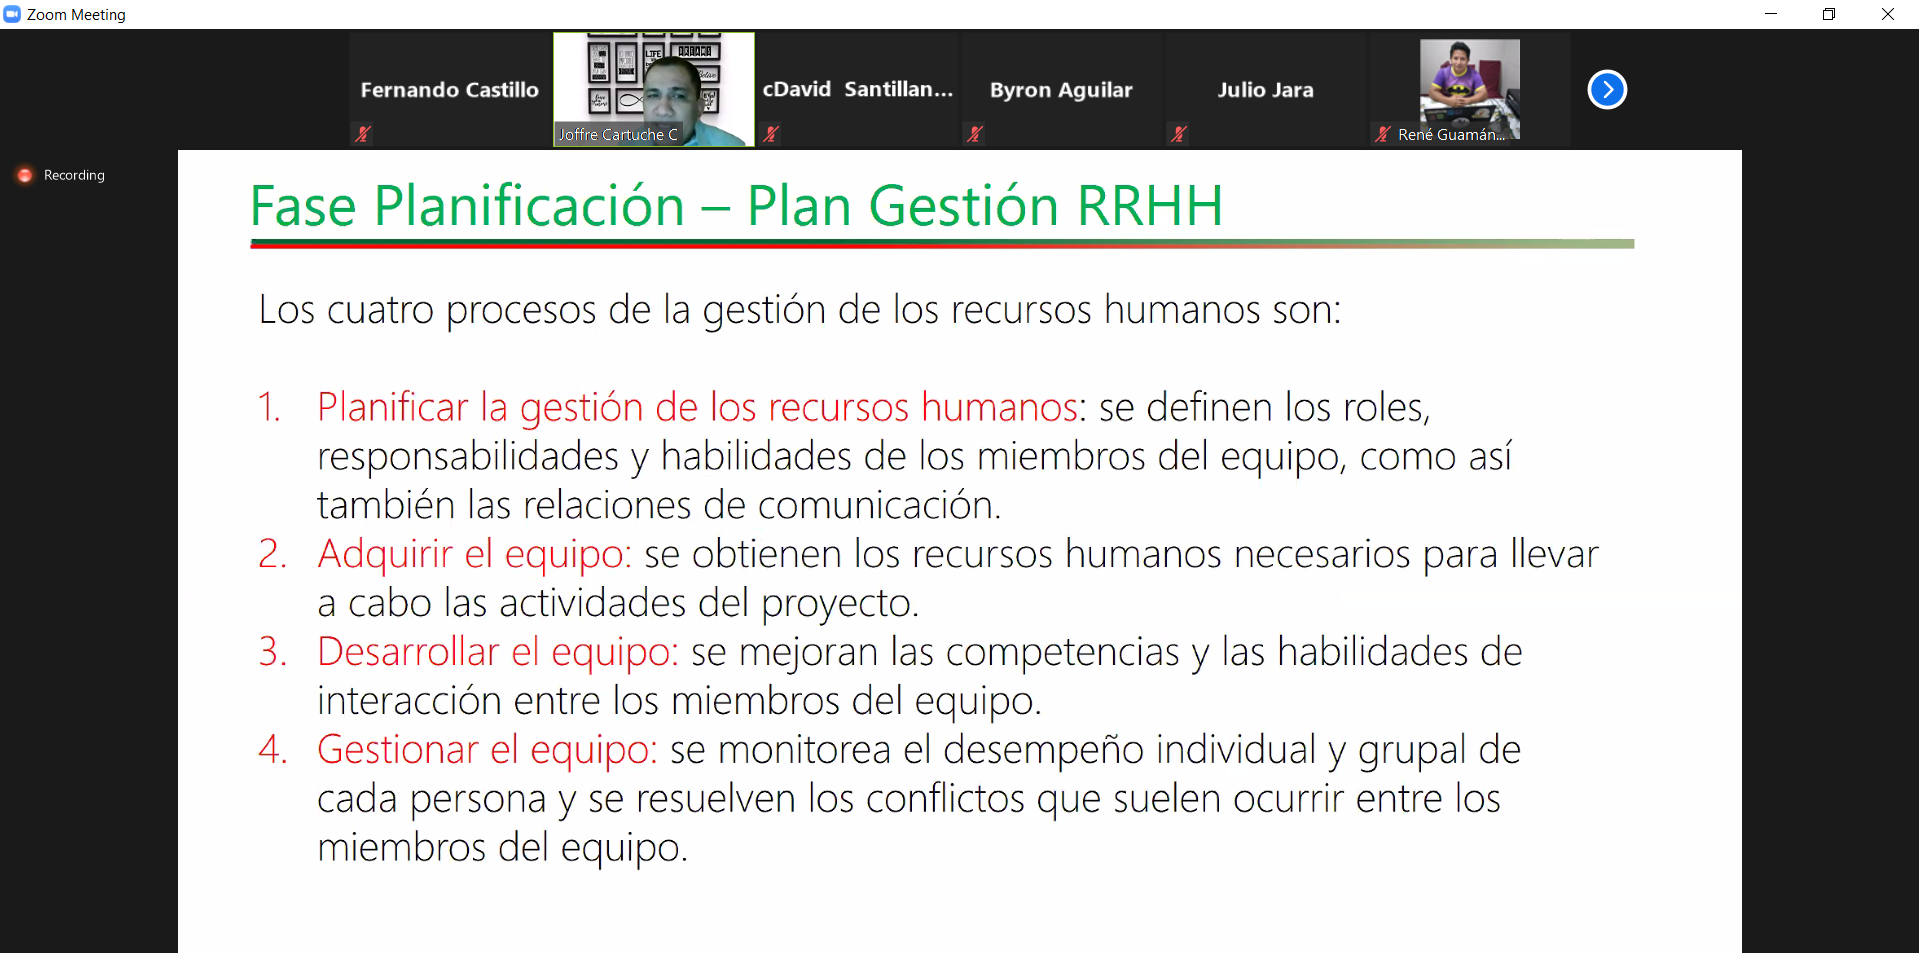 Zoom Meeting
Fernando Castillo
Joffre Cartuche C
cDavid Santillan...
Byron Aguilar
Julio Jara
René Guamán...
Recording
Fase Planificación – Plan Gestión RRHH
Los cuatro procesos de la gestión de los recursos humanos son:
1. Planificar la gestión de los recursos humanos: se definen los roles,
responsabilidades y habilidades de los miembros del equipo, como así
también las relaciones de comunicación.
2. Adquirir el equipo: se obtienen los recursos humanos necesarios para llevar
a cabo las actividades del proyecto.
3. Desarrollar el equipo: se mejoran las competencias y las habilidades de
interacción entre los miembros del equipo.
4. Gestionar el equipo: se monitorea el desempeño individual y grupal de
cada persona y se resuelven los conflictos que suelen ocurrir entre los
miembros del equipo.